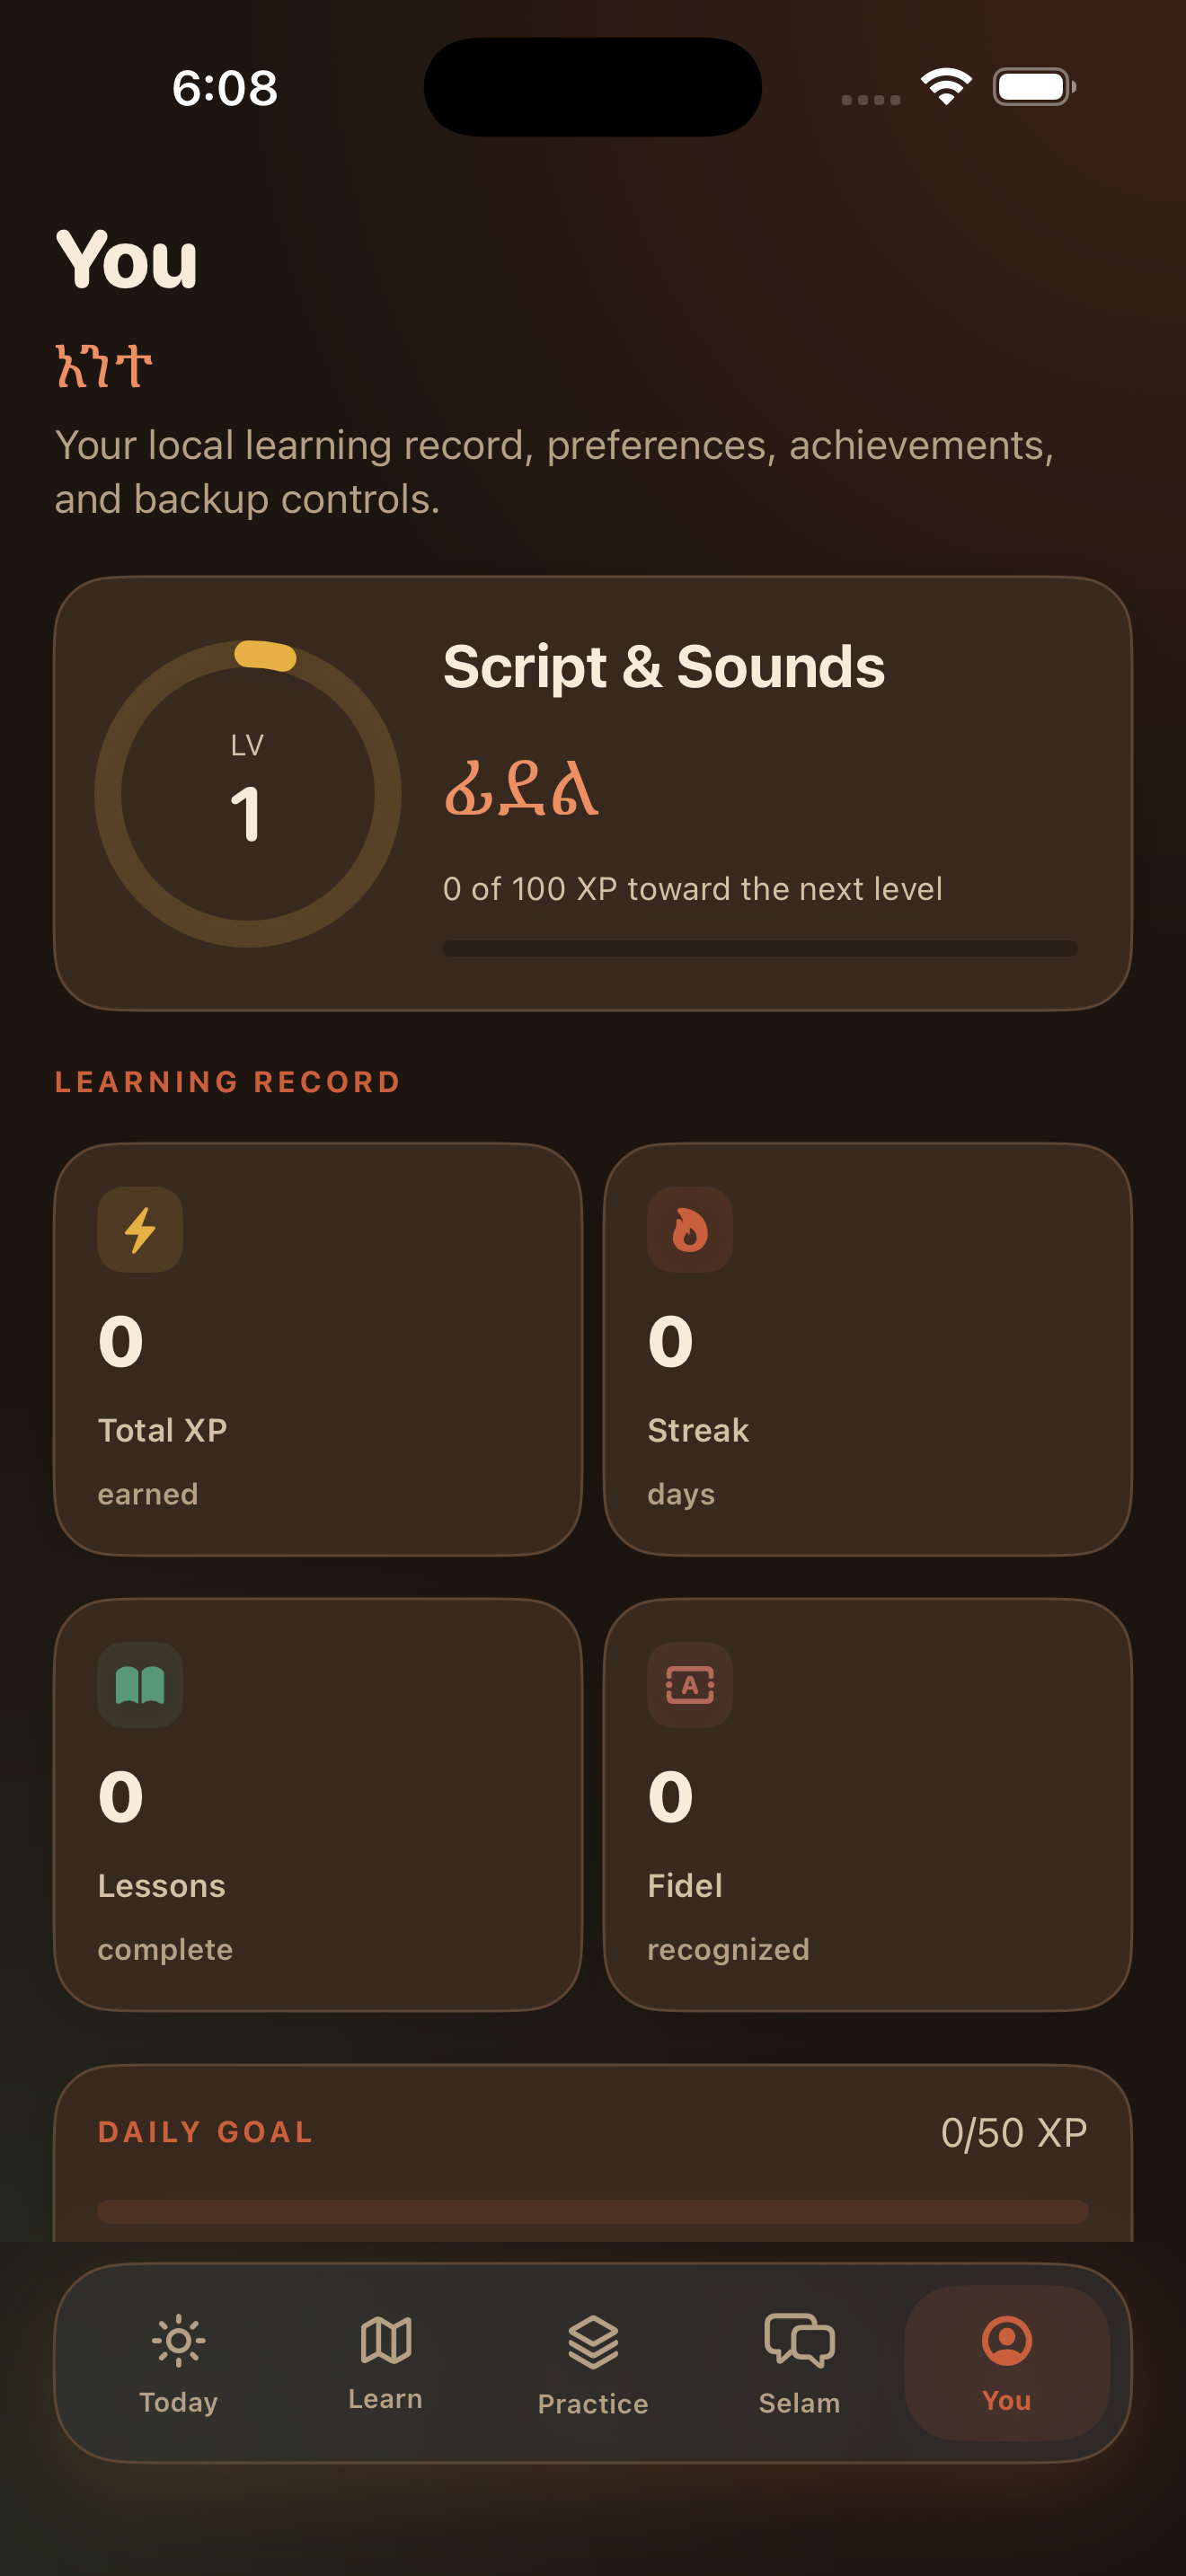 6:08
You
አንተ
Your local learning record, preferences, achievements,
and backup controls.
LV
1
Script & Sounds
ፊደል
0 of 100 XP toward the next level
LEARNING RECORD
0
Total XP
earned
0
Streak
days
0
Lessons
complete
A
0
Fidel
recognized
DAILY GOAL
0/50 XP
Today
Learn
Practice
Selam
You